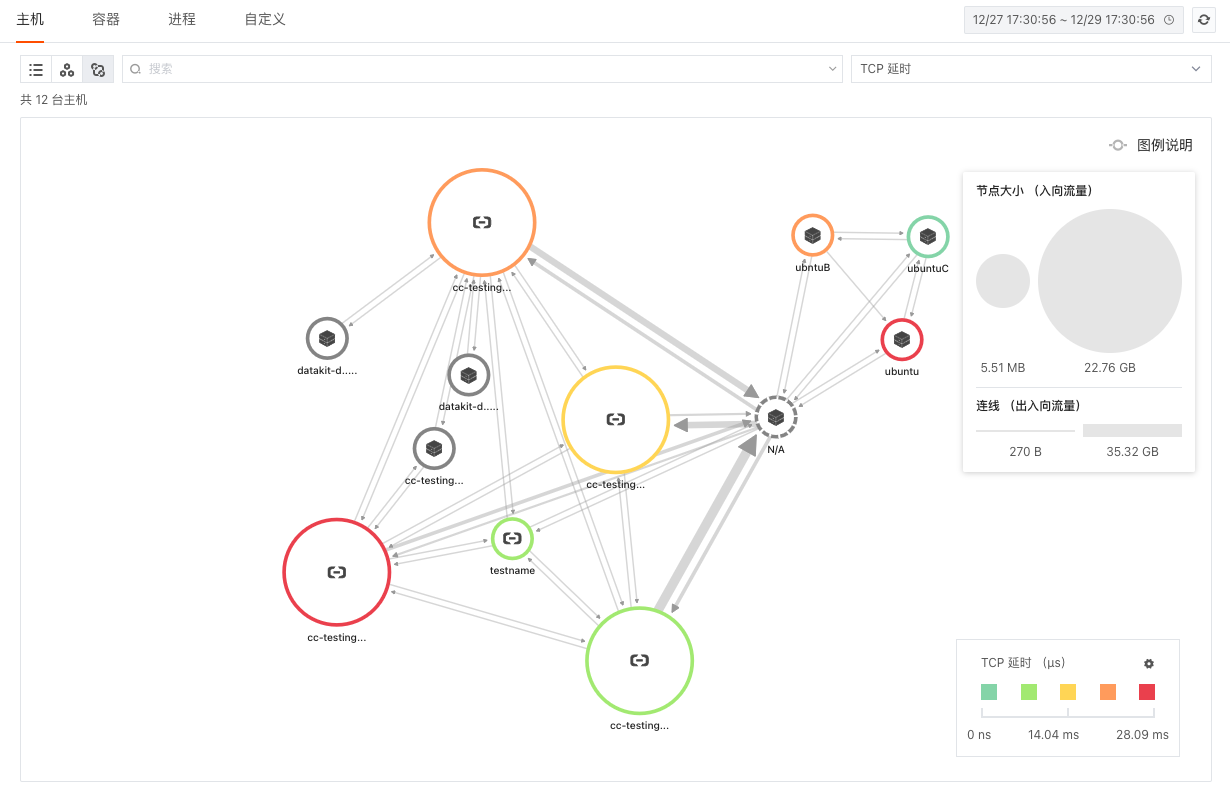 主机 容器 进程 自定义 12/27 17:30:56 ~ 12/29 17:30:56
搜索 TCP 延时
共 12 台主机
图例说明
节点大小 （入向流量）
5.51 MB 22.76 GB
连线 （出入向流量）
270 B 35.32 GB
cc-testing...
ubntuB
ubuntuC
datakit-d.....
ubuntu
datakit-d.....
N/A
cc-testing...
cc-testing...
testname
cc-testing...
cc-testing...
TCP 延时 （μs）
0 ns 14.04 ms 28.09 ms